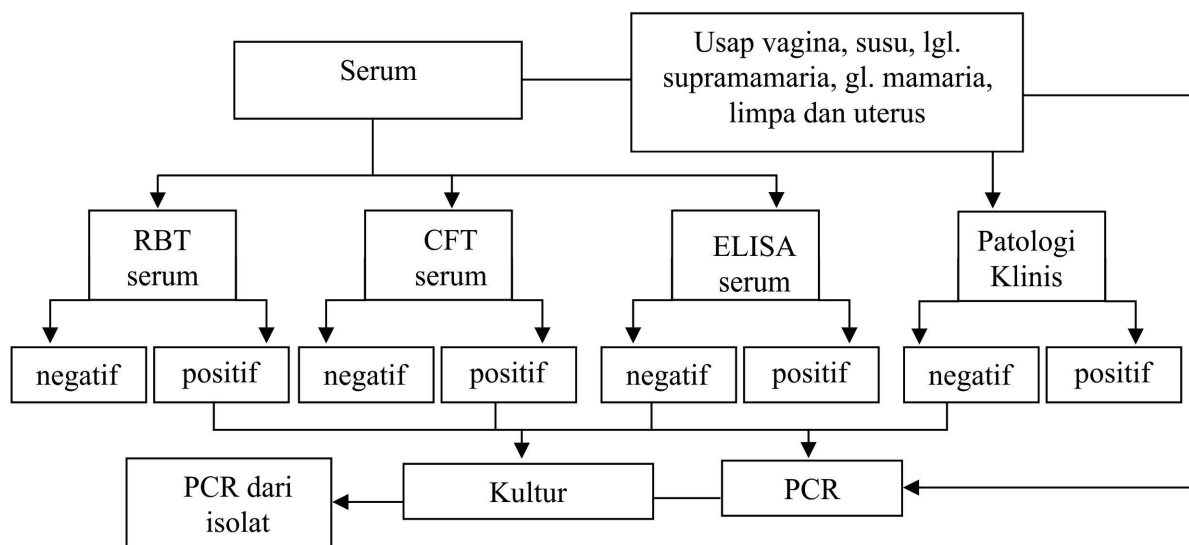 Serum
Usap vagina, susu, lgl.
supramamaria, gl. mamaria,
limpa dan uterus
RBT
serum
CFT
serum
ELISA
serum
Patologi
Klinis
negatif
positif
negatif
positif
negatif
positif
negatif
positif
PCR dari
isolat
Kultur
PCR